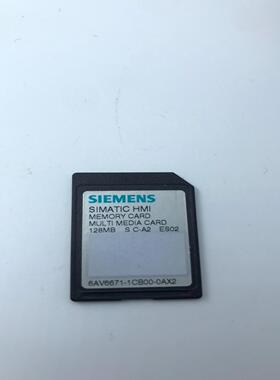 SIEMENS
SIMATIC HMI
MEMORY CARD
MULTI MEDIA CARD
128MB S C-A2 ES02
6AV6671-1CB00-0AX2